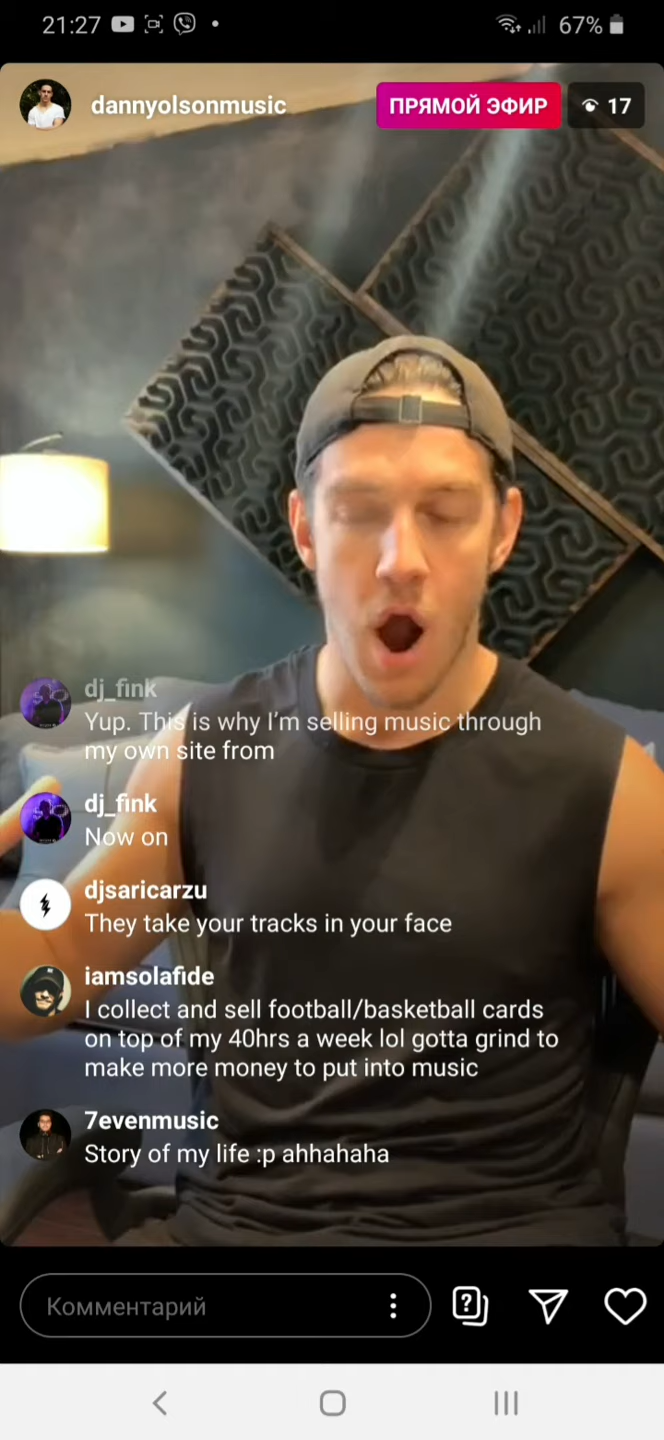 21:27
67%
dannyolsonmusic
ПРЯМОЙ ЭФИР
17
dj_fink
Yup. This is why I’m selling music through
my own site from
dj_fink
Now on
djsaricarzu
They take your tracks in your face
iamsolafide
I collect and sell football/basketball cards
on top of my 40hrs a week lol gotta grind to
make more money to put into music
7evenmusic
Story of my life :p ahhahaha
Комментарий